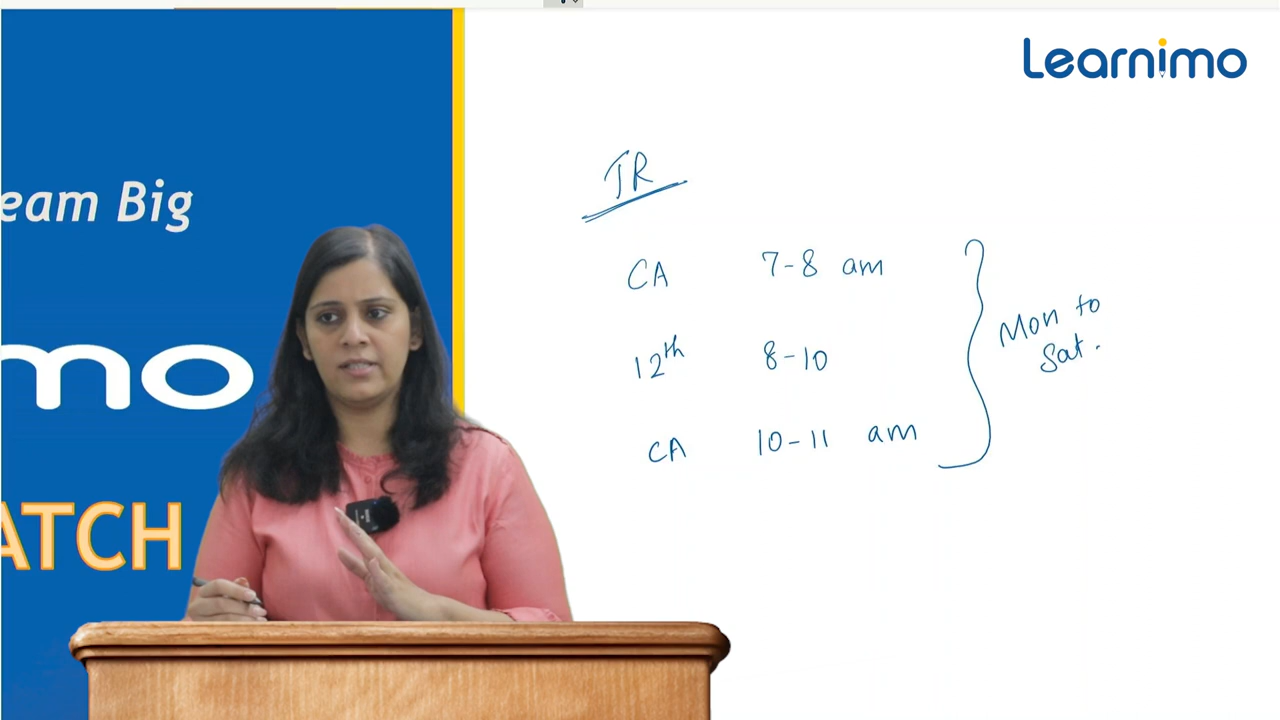 Learnimo
eam Big
mo
ATCH
JR
CA 7-8 am
12th 8-10
CA 10-11 am
Mon to
Sat.